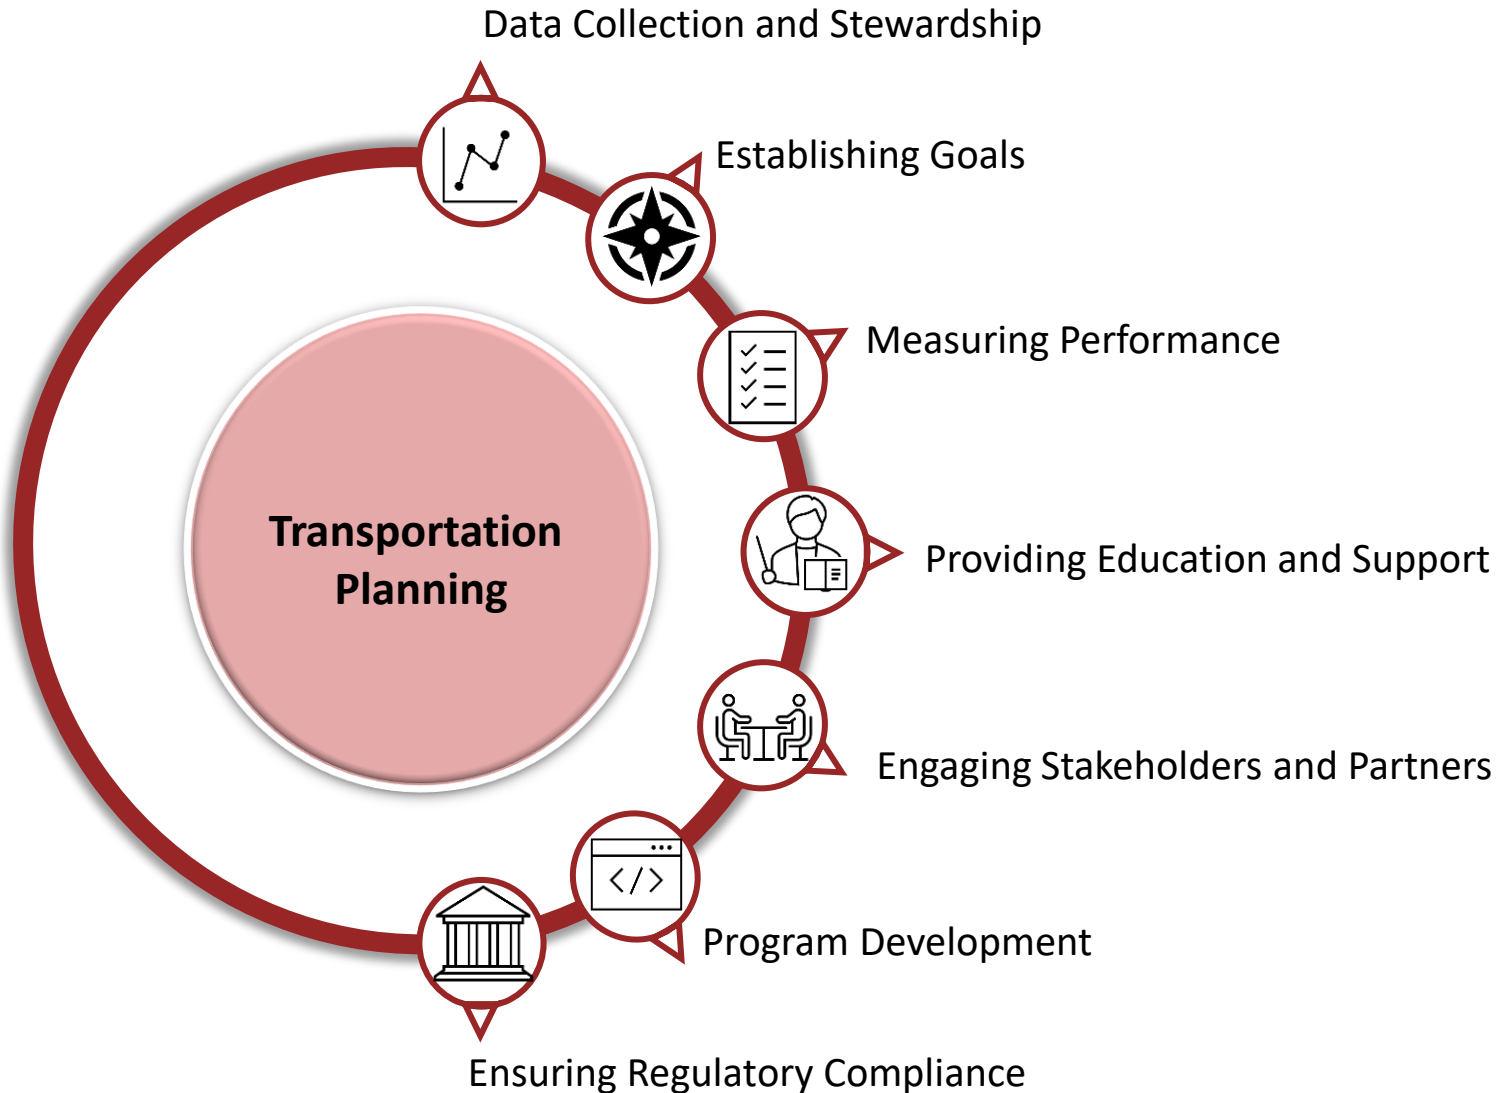 Data Collection and Stewardship
Establishing Goals
Measuring Performance
Transportation
Planning
Providing Education and Support
Engaging Stakeholders and Partners
</>
Program Development
Ensuring Regulatory Compliance